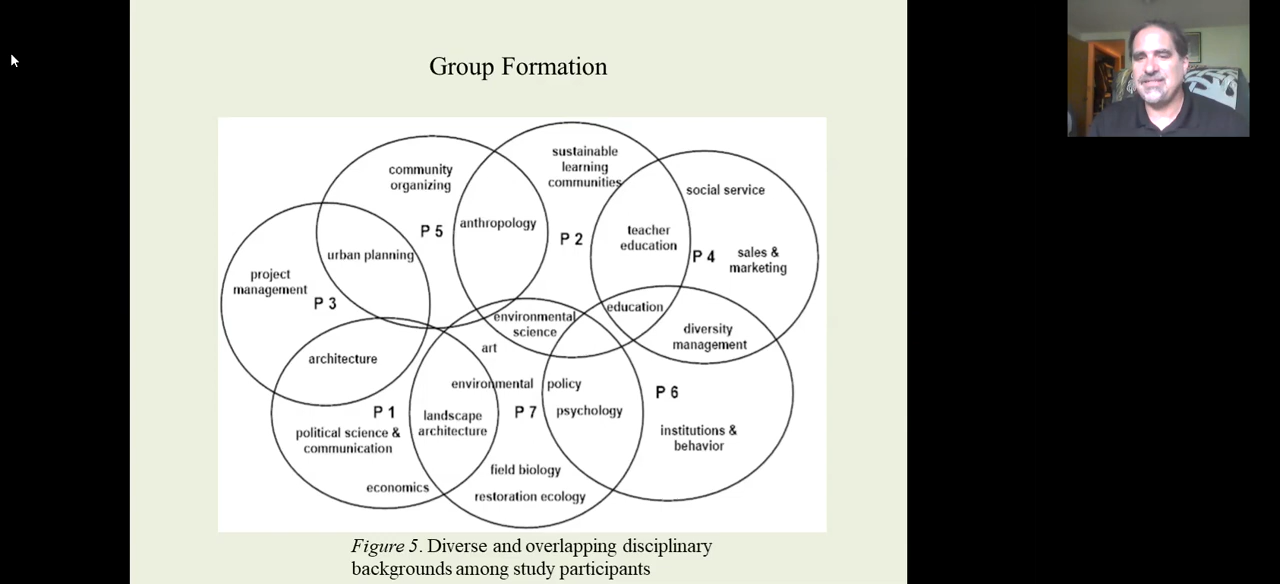 Group Formation
sustainable
learning
communities
community
organizing
social service
anthropology
P 5
P 2
teacher
education
urban planning
P 4
sales &
marketing
project
management
P 3
education
environmental
science
diversity
management
art
architecture
environmental policy
P 6
P 1
landscape
architecture
P 7
psychology
political science &
communication
institutions &
behavior
field biology
economics
restoration ecology
Figure 5. Diverse and overlapping disciplinary
backgrounds among study participants